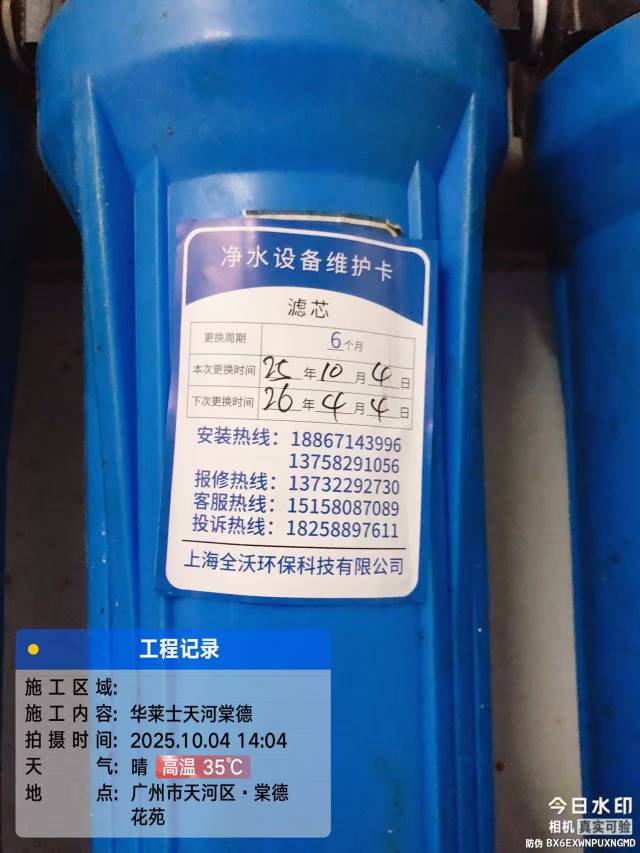 净水设备维护卡
滤芯
更换周期 6个月
本次更换时间 25年10月4日
下次更换时间 26年4月4日
安装热线：18867143996
13758291056
报修热线：13732292730
客服热线：15158087089
投诉热线：18258897611
上海全沃环保科技有限公司
工程记录
施工区域:
施工内容: 华莱士天河棠德
拍摄时间: 2025.10.04 14:04
天气: 晴 高温 35℃
地点: 广州市天河区·棠德
花苑
今日水印
相机 真实可验
防伪 BX6EXWNPUXNGMD